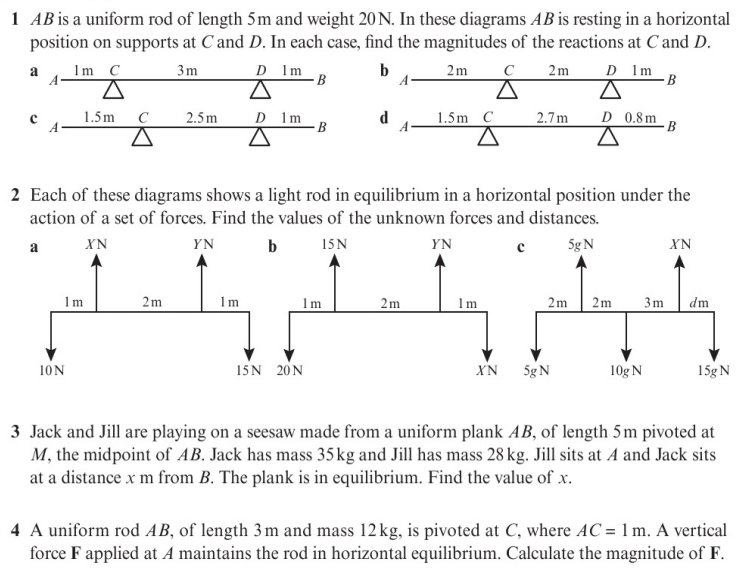 1 AB is a uniform rod of length 5 m and weight 20 N. In these diagrams AB is resting in a horizontal
position on supports at C and D. In each case, find the magnitudes of the reactions at C and D.
a A 1 m C 3 m D 1 m B
b A 2 m C 2 m D 1 m B
c A 1.5 m C 2.5 m D 1 m B
d A 1.5 m C 2.7 m D 0.8 m B
2 Each of these diagrams shows a light rod in equilibrium in a horizontal position under the
action of a set of forces. Find the values of the unknown forces and distances.
a X N Y N b 15 N Y N c 5g N X N
1 m 2 m 1 m 1 m 2 m 1 m 2 m 2 m 3 m dm
10 N 15 N 20 N X N 5g N 10g N 15g N
3 Jack and Jill are playing on a seesaw made from a uniform plank AB, of length 5 m pivoted at
M, the midpoint of AB. Jack has mass 35 kg and Jill has mass 28 kg. Jill sits at A and Jack sits
at a distance x m from B. The plank is in equilibrium. Find the value of x.
4 A uniform rod AB, of length 3 m and mass 12 kg, is pivoted at C, where AC = 1 m. A vertical
force F applied at A maintains the rod in horizontal equilibrium. Calculate the magnitude of F.